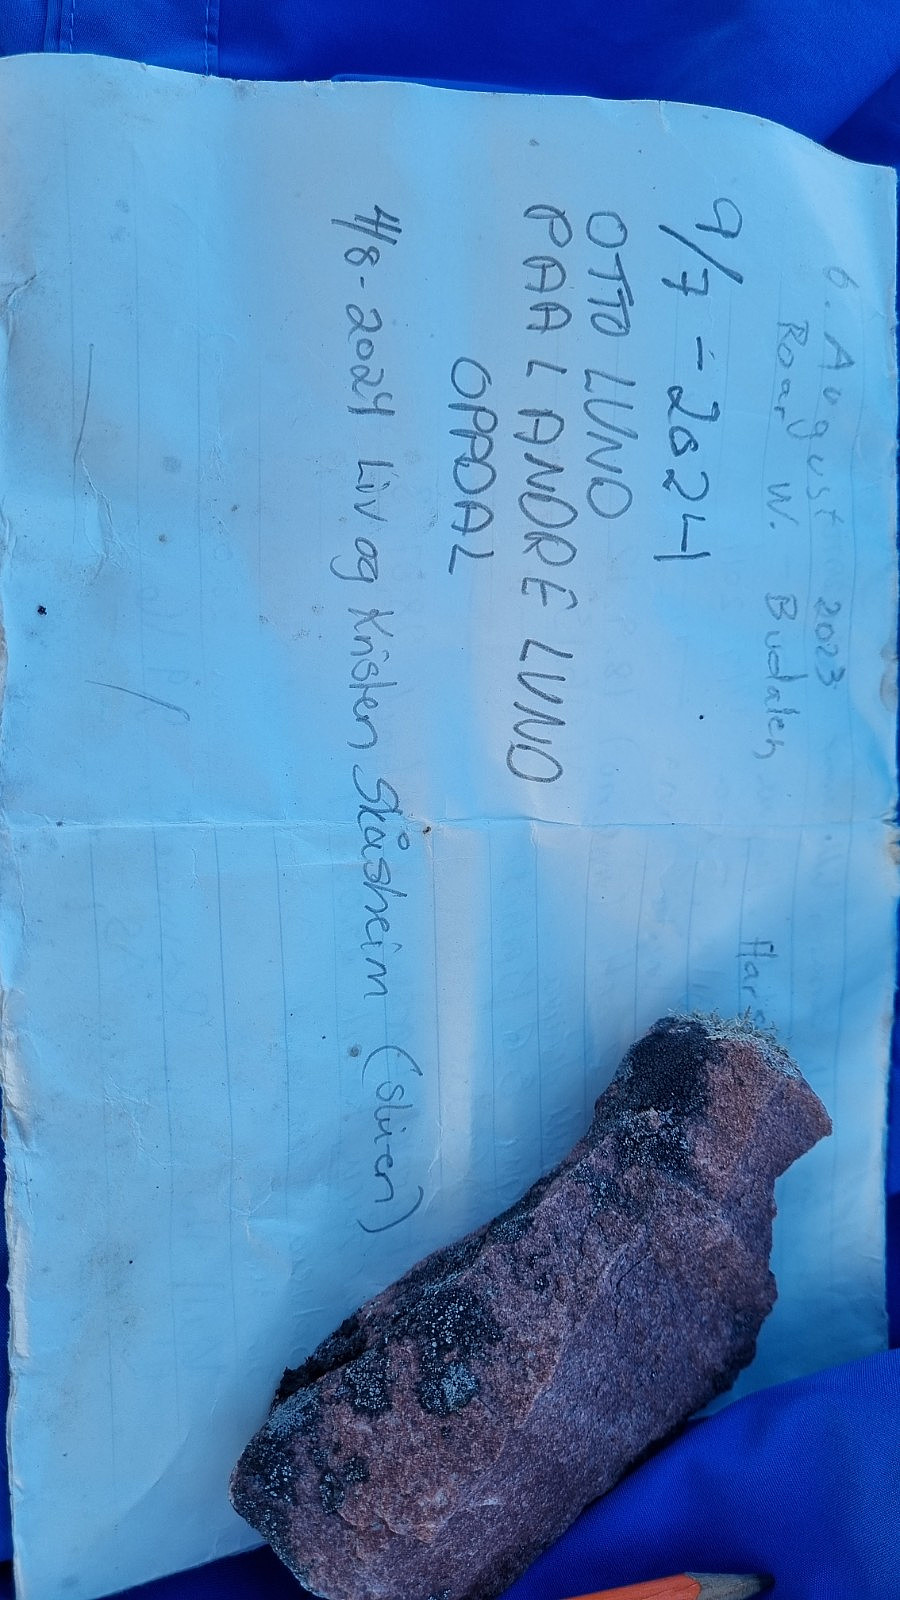 6. August 2023
Roar W. Budalen
9/7-2024
OTTO LUND
PAAL ANDRE LUND
OPPDAL
4/8-2024 Liv og Kristen Skåsheim (sliren)